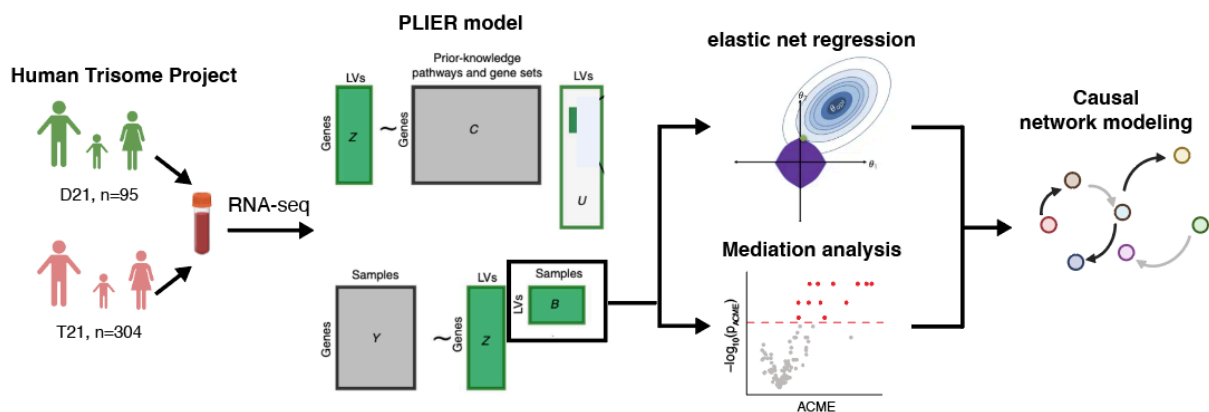 Human Trisome Project
D21, n=95
T21, n=304
RNA-seq
PLIER model
Prior-knowledge
pathways and gene sets
LVs
LVs
Genes
Z
~
Genes
C
U
Samples
LVs
Samples
Genes
Y
~
Genes
Z
LVs
B
elastic net regression
θ₂
θ₁
Mediation analysis
−log₁₀(pACME)
ACME
Causal
network modeling